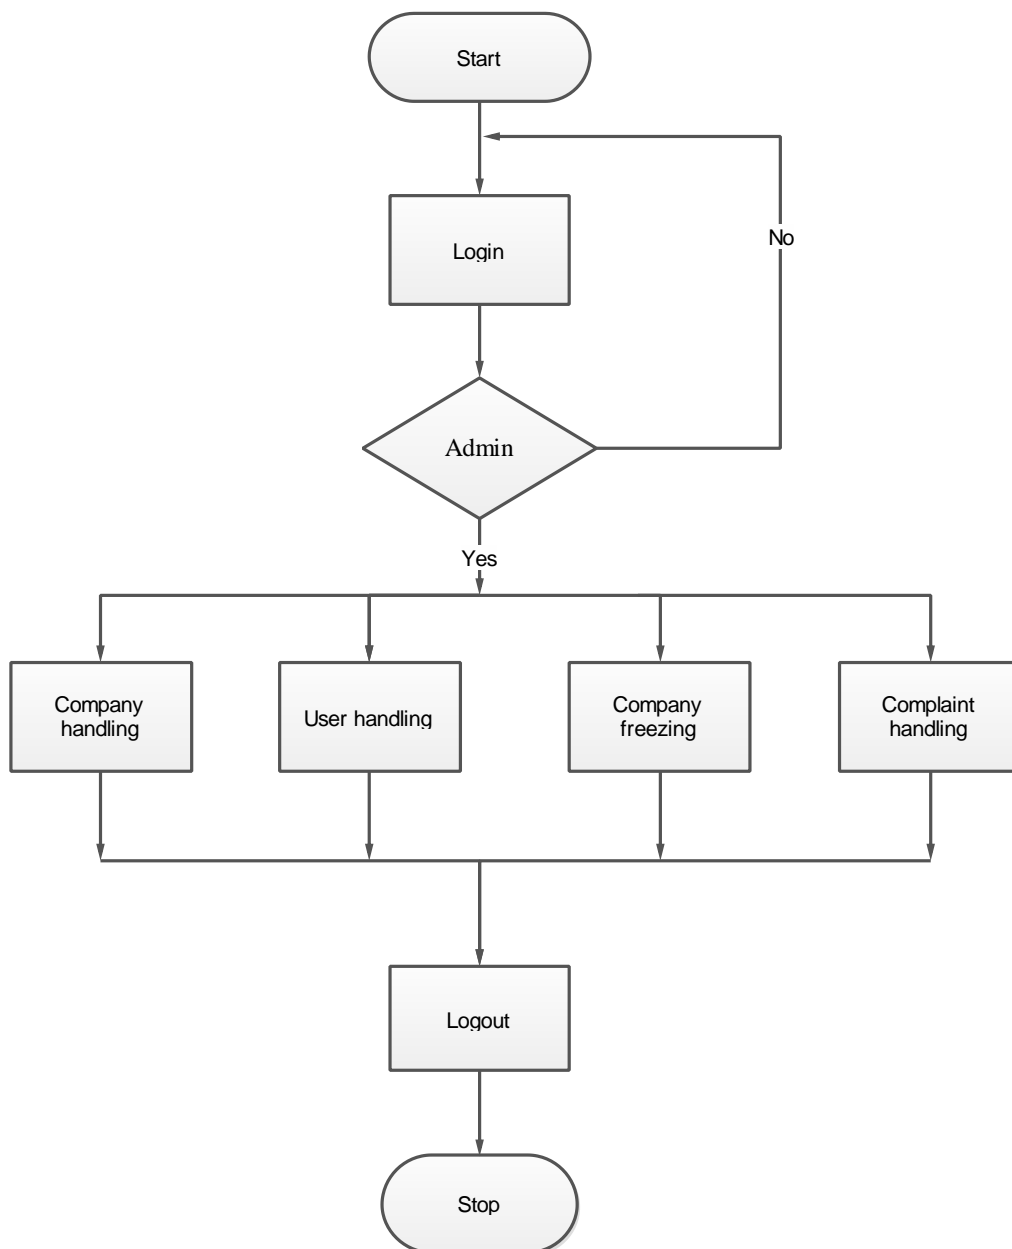 Start
No
Login
Admin
Yes
Company
handling
User handling
Company
freezing
Complaint
handling
Logout
Stop